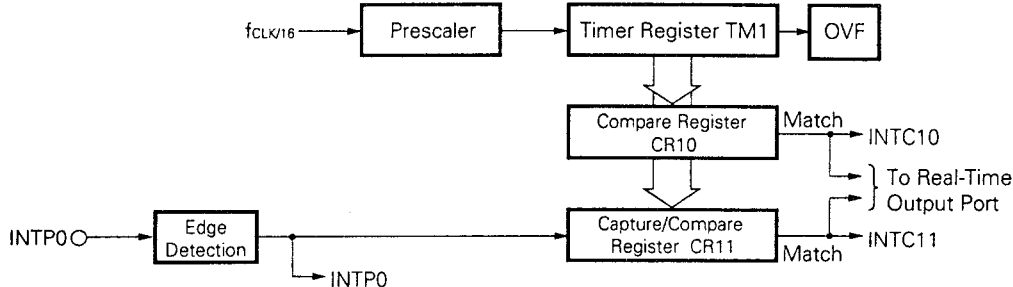 fCLK/16
Prescaler
Timer Register TM1
OVF
Compare Register
CR10
Match
INTC10
To Real-Time
Output Port
INTP0
Edge
Detection
Capture/Compare
Register CR11
Match
INTC11
INTP0